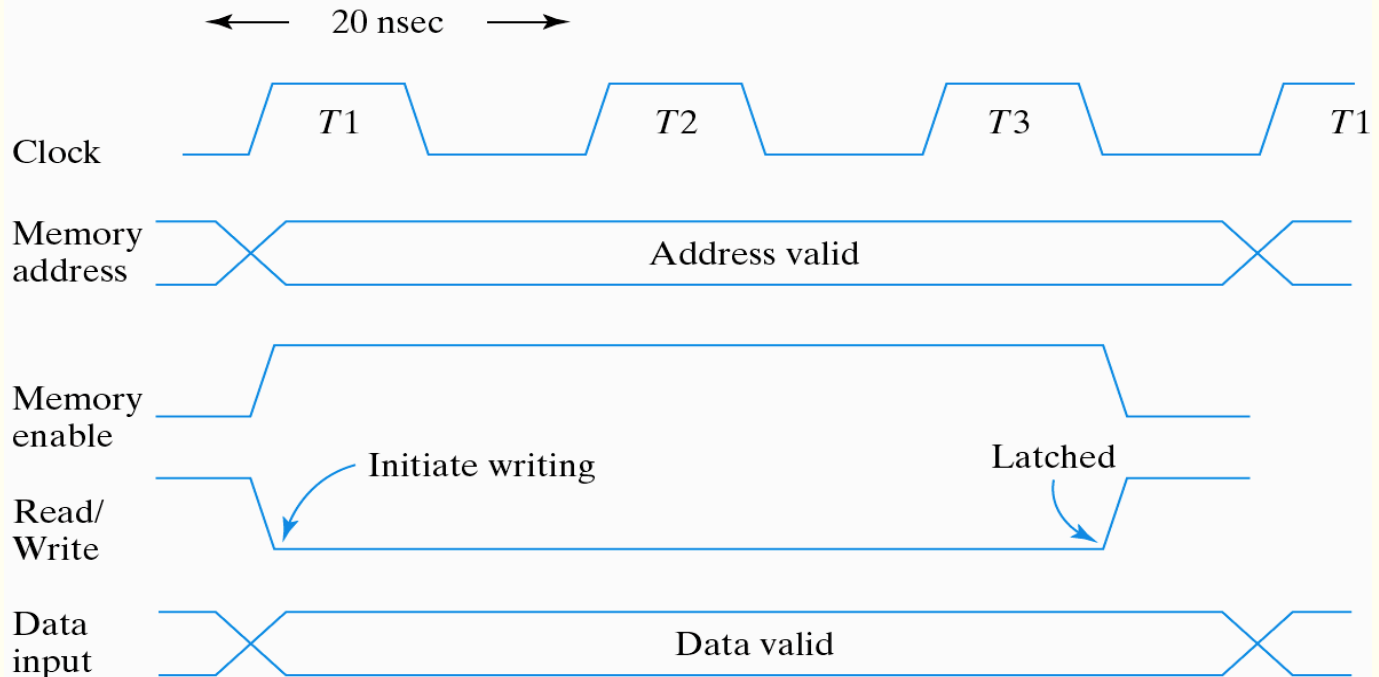 20 nsec
T1
T2
T3
T1
Clock
Memory
address
Address valid
Memory
enable
Initiate writing
Latched
Read/
Write
Data
input
Data valid